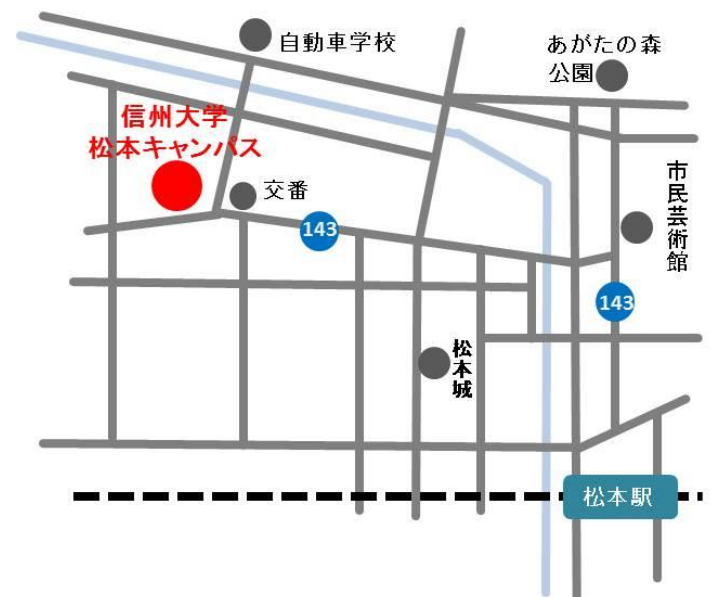 自動車学校
あがたの森
公園
信州大学
松本キャンパス
交番
市民芸術館
143
143
松本城
松本駅